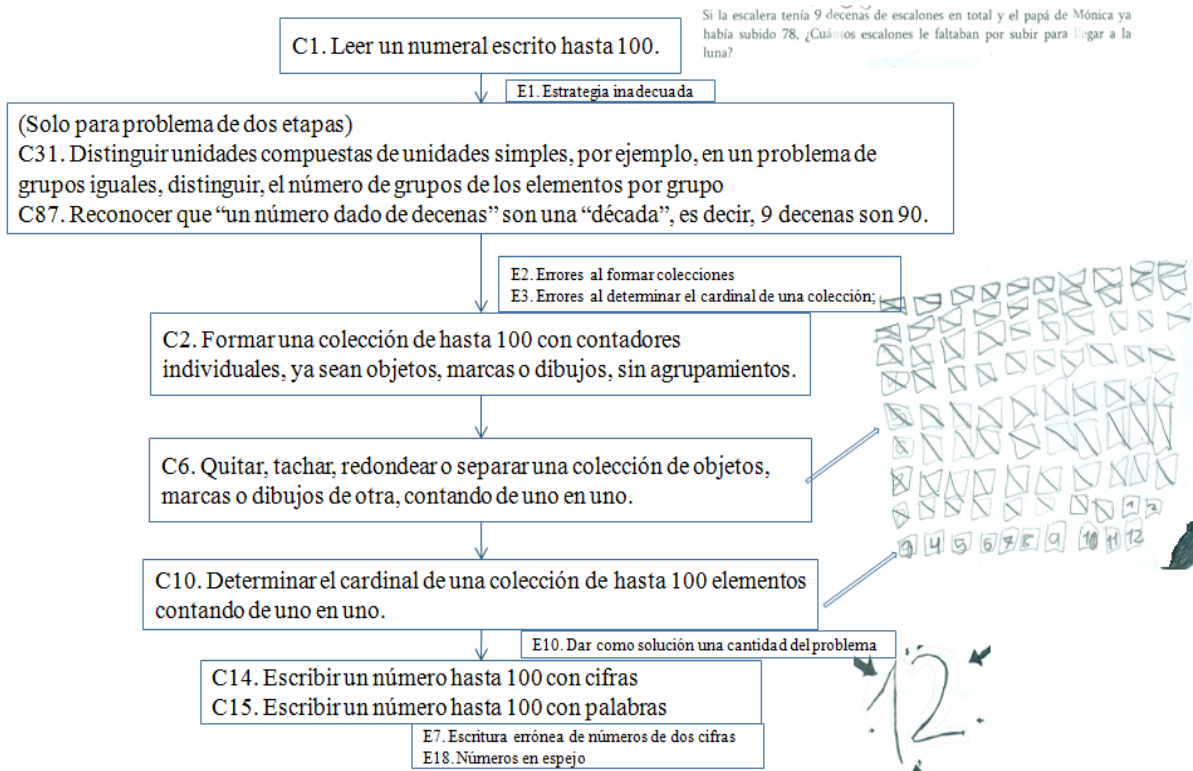 Si la escalera tenía 9 decenas de escalones en total y el papá de Mónica ya
había subido 78, ¿Cuántos escalones le faltaban por subir para llegar a la
luna?
C1. Leer un numeral escrito hasta 100.
E1. Estrategia inadecuada
(Solo para problema de dos etapas)
C31. Distinguir unidades compuestas de unidades simples, por ejemplo, en un problema de
grupos iguales, distinguir, el número de grupos de los elementos por grupo
C87. Reconocer que “un número dado de decenas” son una “década”, es decir, 9 decenas son 90.
E2. Errores al formar colecciones
E3. Errores al determinar el cardinal de una colección;
C2. Formar una colección de hasta 100 con contadores
individuales, ya sean objetos, marcas o dibujos, sin agrupamientos.
C6. Quitar, tachar, redondear o separar una colección de objetos,
marcas o dibujos de otra, contando de uno en uno.
1 2
3 4 5 6 7 8 9 10 11 12
C10. Determinar el cardinal de una colección de hasta 100 elementos
contando de uno en uno.
E10. Dar como solución una cantidad del problema
C14. Escribir un número hasta 100 con cifras
C15. Escribir un número hasta 100 con palabras
12
E7. Escritura errónea de números de dos cifras
E18. Números en espejo